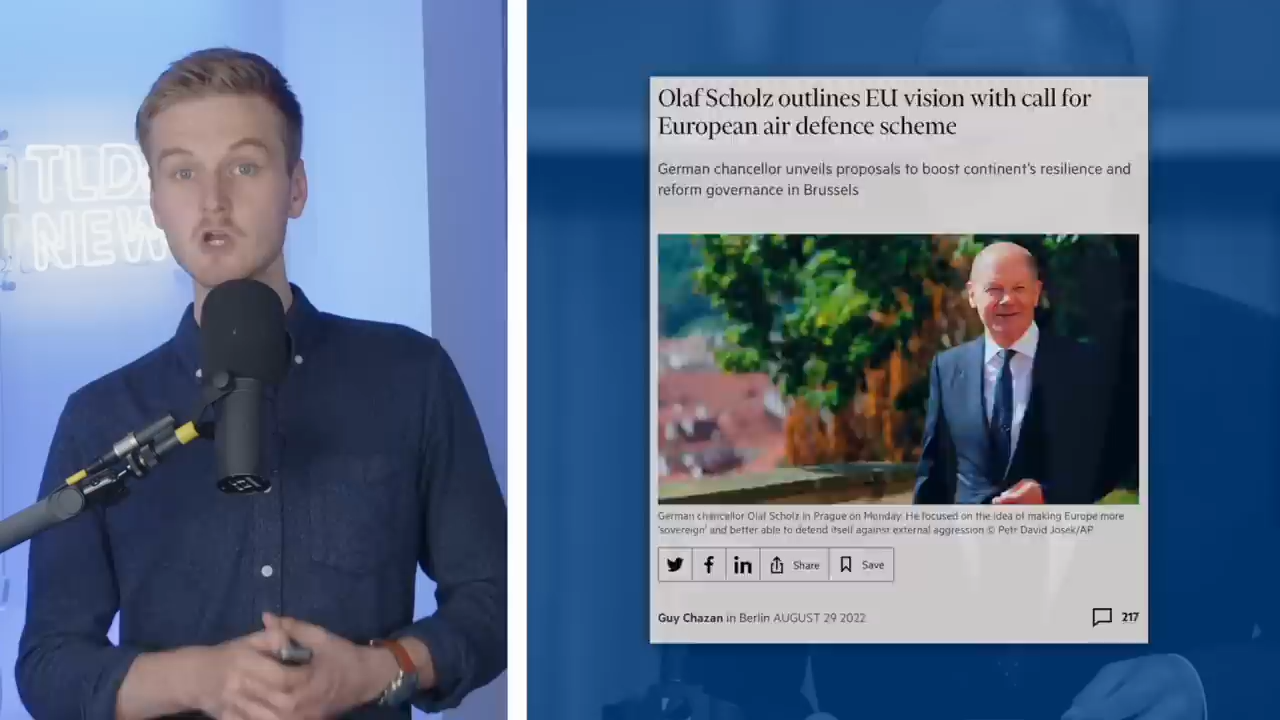 TLD
NEW
Olaf Scholz outlines EU vision with call for
European air defence scheme
German chancellor unveils proposals to boost continent's resilience and
reform governance in Brussels
German chancellor Olaf Scholz in Prague on Monday. He focused on the idea of making Europe more
'sovereign' and better able to defend itself against external aggression © Petr David Josek/AP
Share
Save
Guy Chazan in Berlin AUGUST 29 2022
217